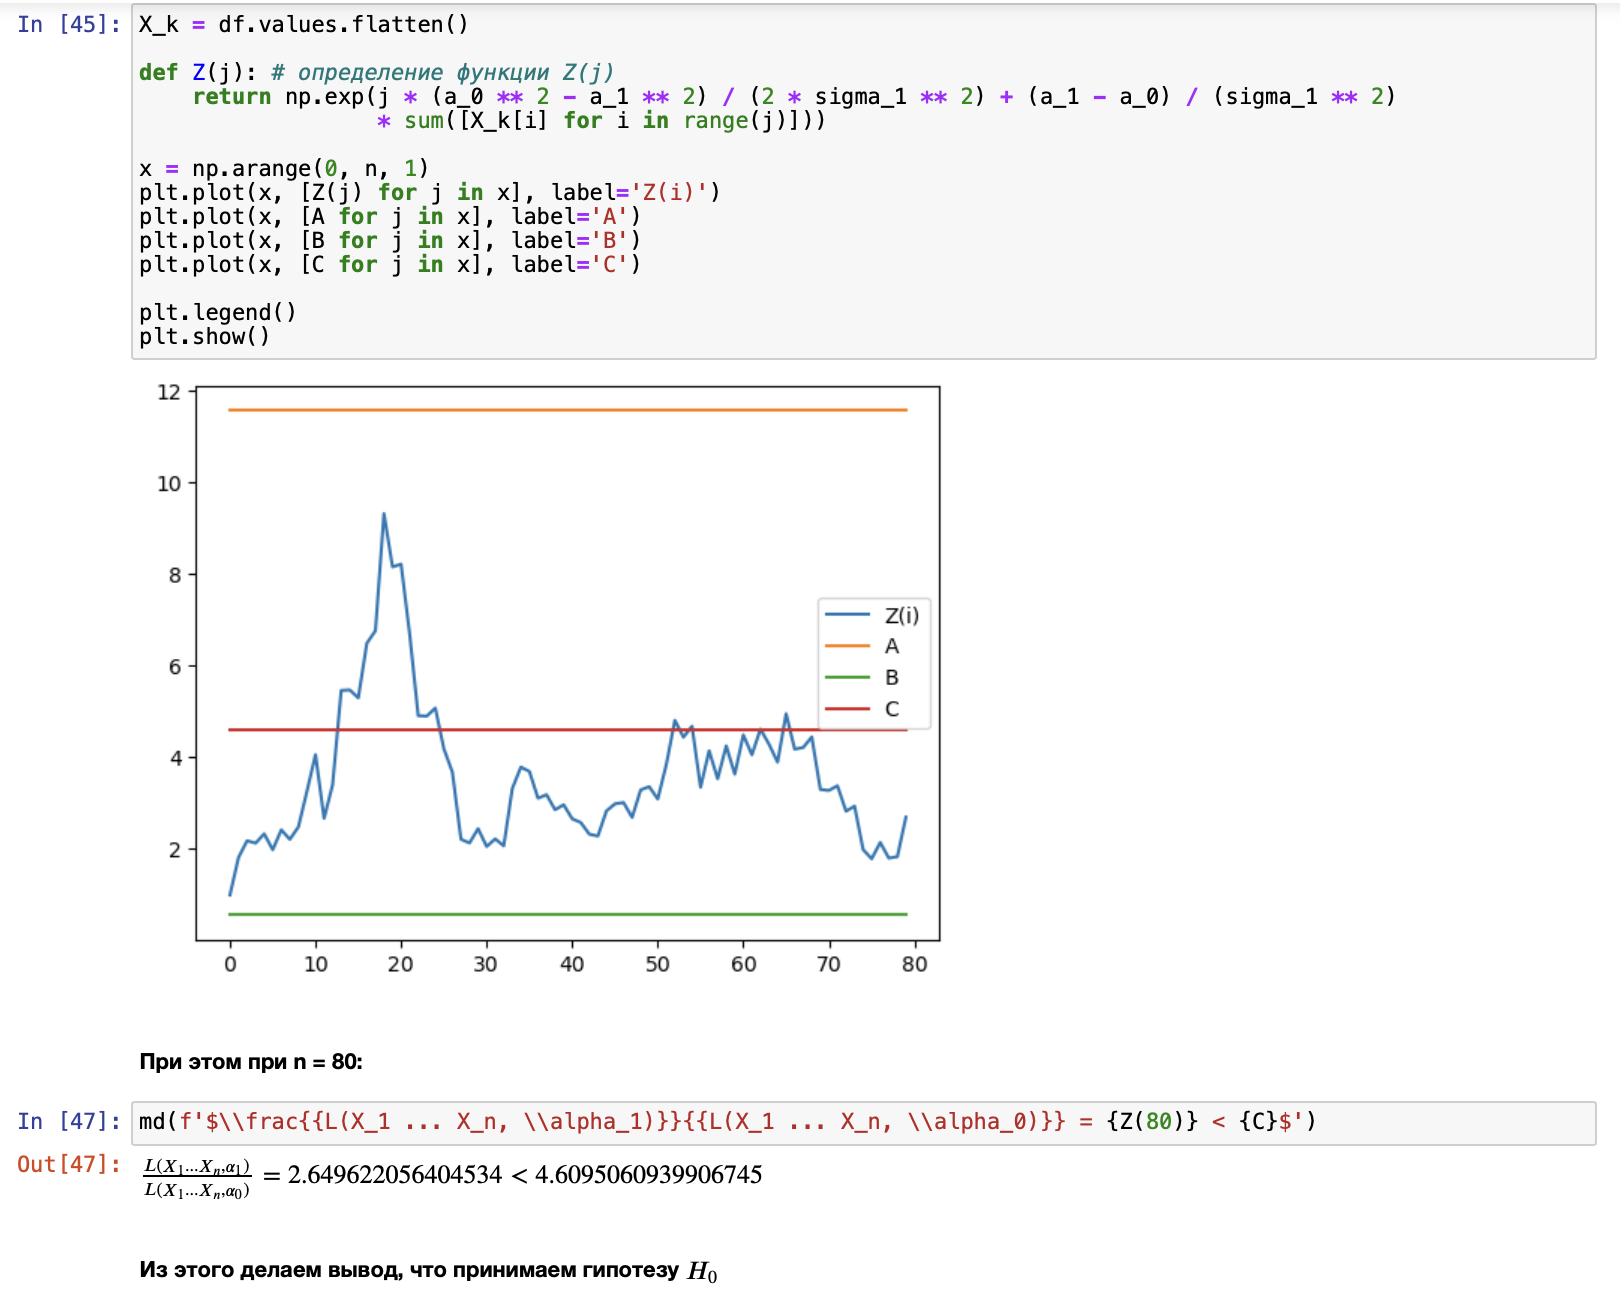 In [45]: X_k = df.values.flatten()
def Z(j): # определение функции Z(j)
    return np.exp(j * (a_0 ** 2 - a_1 ** 2) / (2 * sigma_1 ** 2) + (a_1 - a_0) / (sigma_1 ** 2)
                  * sum([X_k[i] for i in range(j)]))
x = np.arange(0, n, 1)
plt.plot(x, [Z(j) for j in x], label='Z(i)')
plt.plot(x, [A for j in x], label='A')
plt.plot(x, [B for j in x], label='B')
plt.plot(x, [C for j in x], label='C')
plt.legend()
plt.show()
12
10
8
6
4
2
Z(i)
A
B
C
0 10 20 30 40 50 60 70 80
При этом при n = 80:
In [47]: md(f'$\\frac{{L(X_1 ... X_n, \\alpha_1)}}{{L(X_1 ... X_n, \\alpha_0)}} = {Z(80)} < {C}$')
Out[47]: L(X₁...Xₙ,α₁)
L(X₁...Xₙ,α₀) = 2.649622056404534 < 4.6095060939906745
Из этого делаем вывод, что принимаем гипотезу H₀